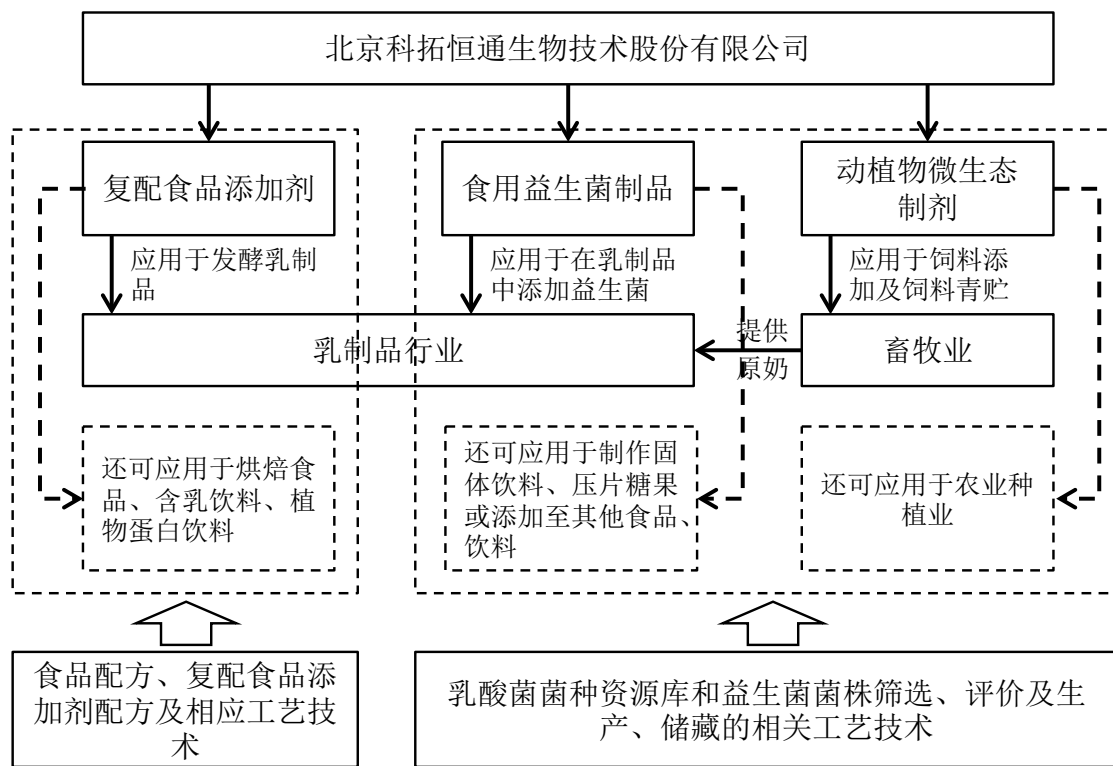 北京科拓恒通生物技术股份有限公司
复配食品添加剂
食用益生菌制品
动植物微生态
制剂
应用于发酵乳制
品
应用于在乳制品
中添加益生菌
应用于饲料添
加及饲料青贮
乳制品行业
提供
原奶
畜牧业
还可应用于烘焙食
品、含乳饮料、植
物蛋白饮料
还可应用于制作固
体饮料、压片糖果
或添加至其他食品、
饮料
还可应用于农业种
植业
食品配方、复配食品添
加剂配方及相应工艺技
术
乳酸菌菌种资源库和益生菌菌株筛选、评价及生
产、储藏的相关工艺技术